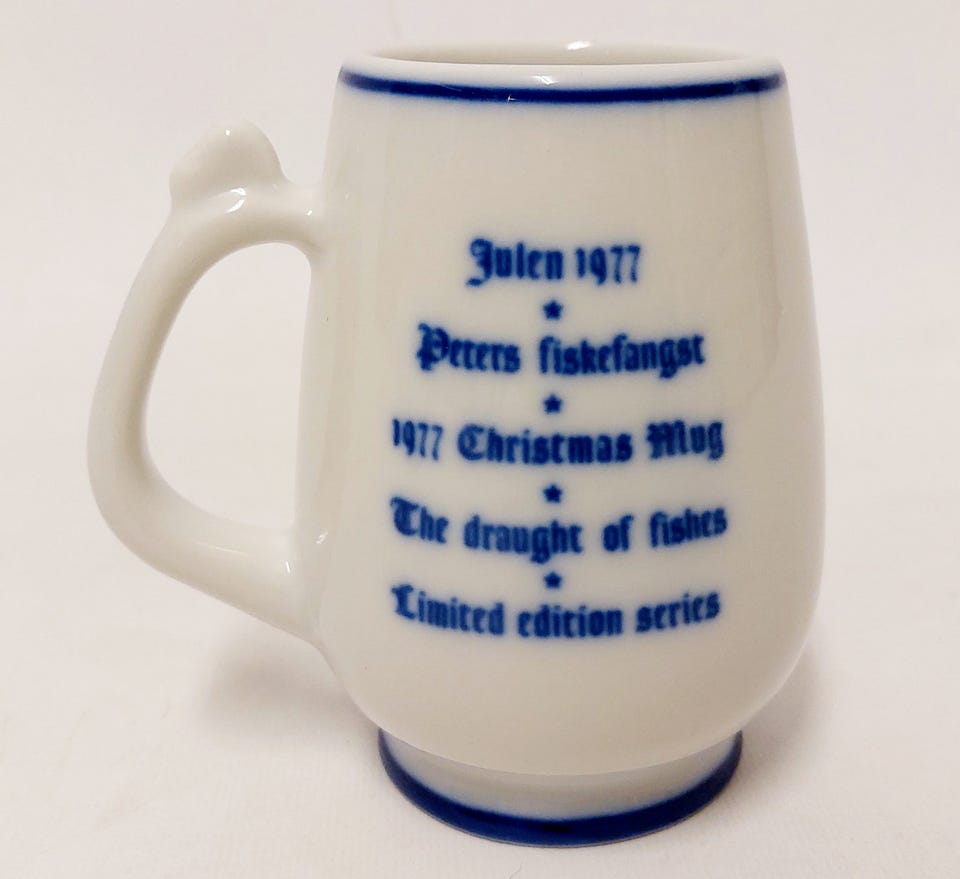 Julen 1977
Peters fiskefangst
1977 Christmas Mug
The draught of fishes
Limited edition series